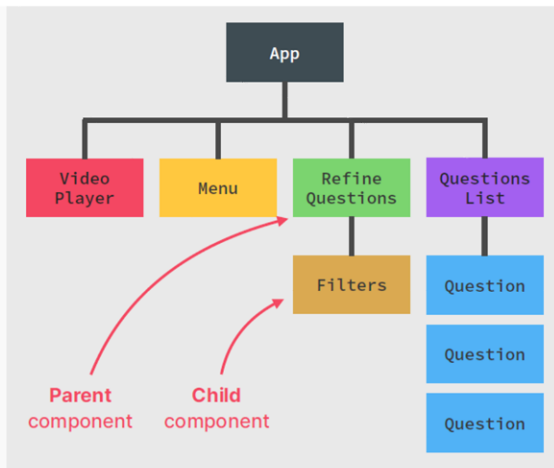 App
Video
Player
Menu
Refine
Questions
Questions
List
Filters
Question
Question
Question
Parent
component
Child
component